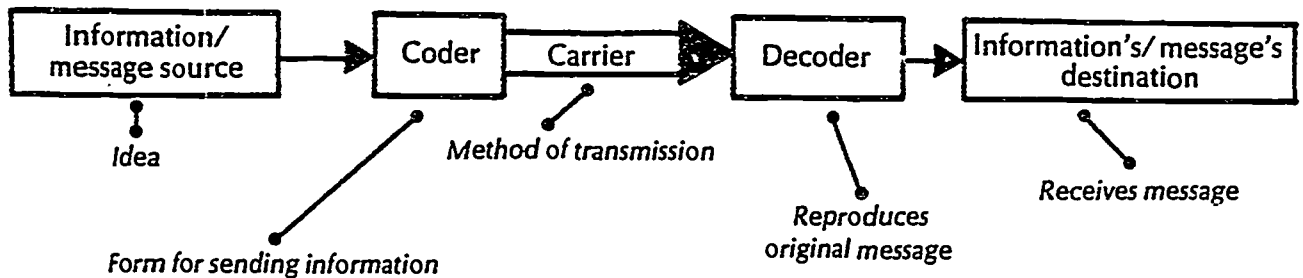 Information/
message source
Coder
Carrier
Decoder
Information's/ message's
destination
Idea
Method of transmission
Receives message
Reproduces
original message
Form for sending information